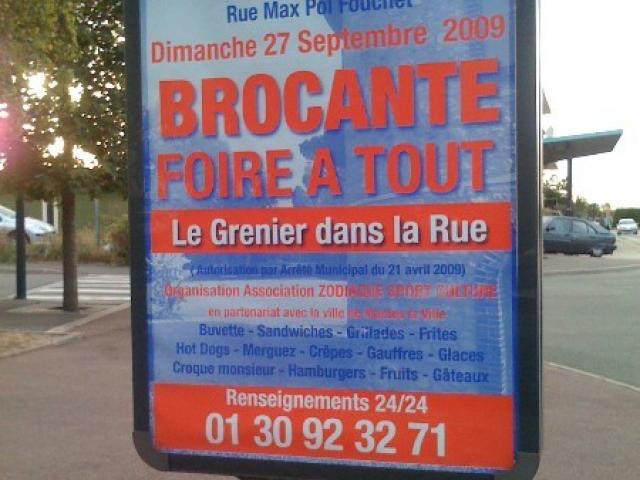 Rue Max Pol Fouchet
Dimanche 27 Septembre 2009
BROCANTE
FOIRE A TOUT
Le Grenier dans la Rue
(Autorisation par Arrêté Municipal du 21 avril 2009)
Organisation Association ZODIAQUE SPORT CULTURE
en partenariat avec la ville de Mantes la Ville
Buvette - Sandwiches - Grillades - Frites
Hot Dogs - Merguez - Crêpes - Gauffres - Glaces
Croque monsieur - Hamburgers - Fruits - Gâteaux
Renseignements 24/24
01 30 92 32 71